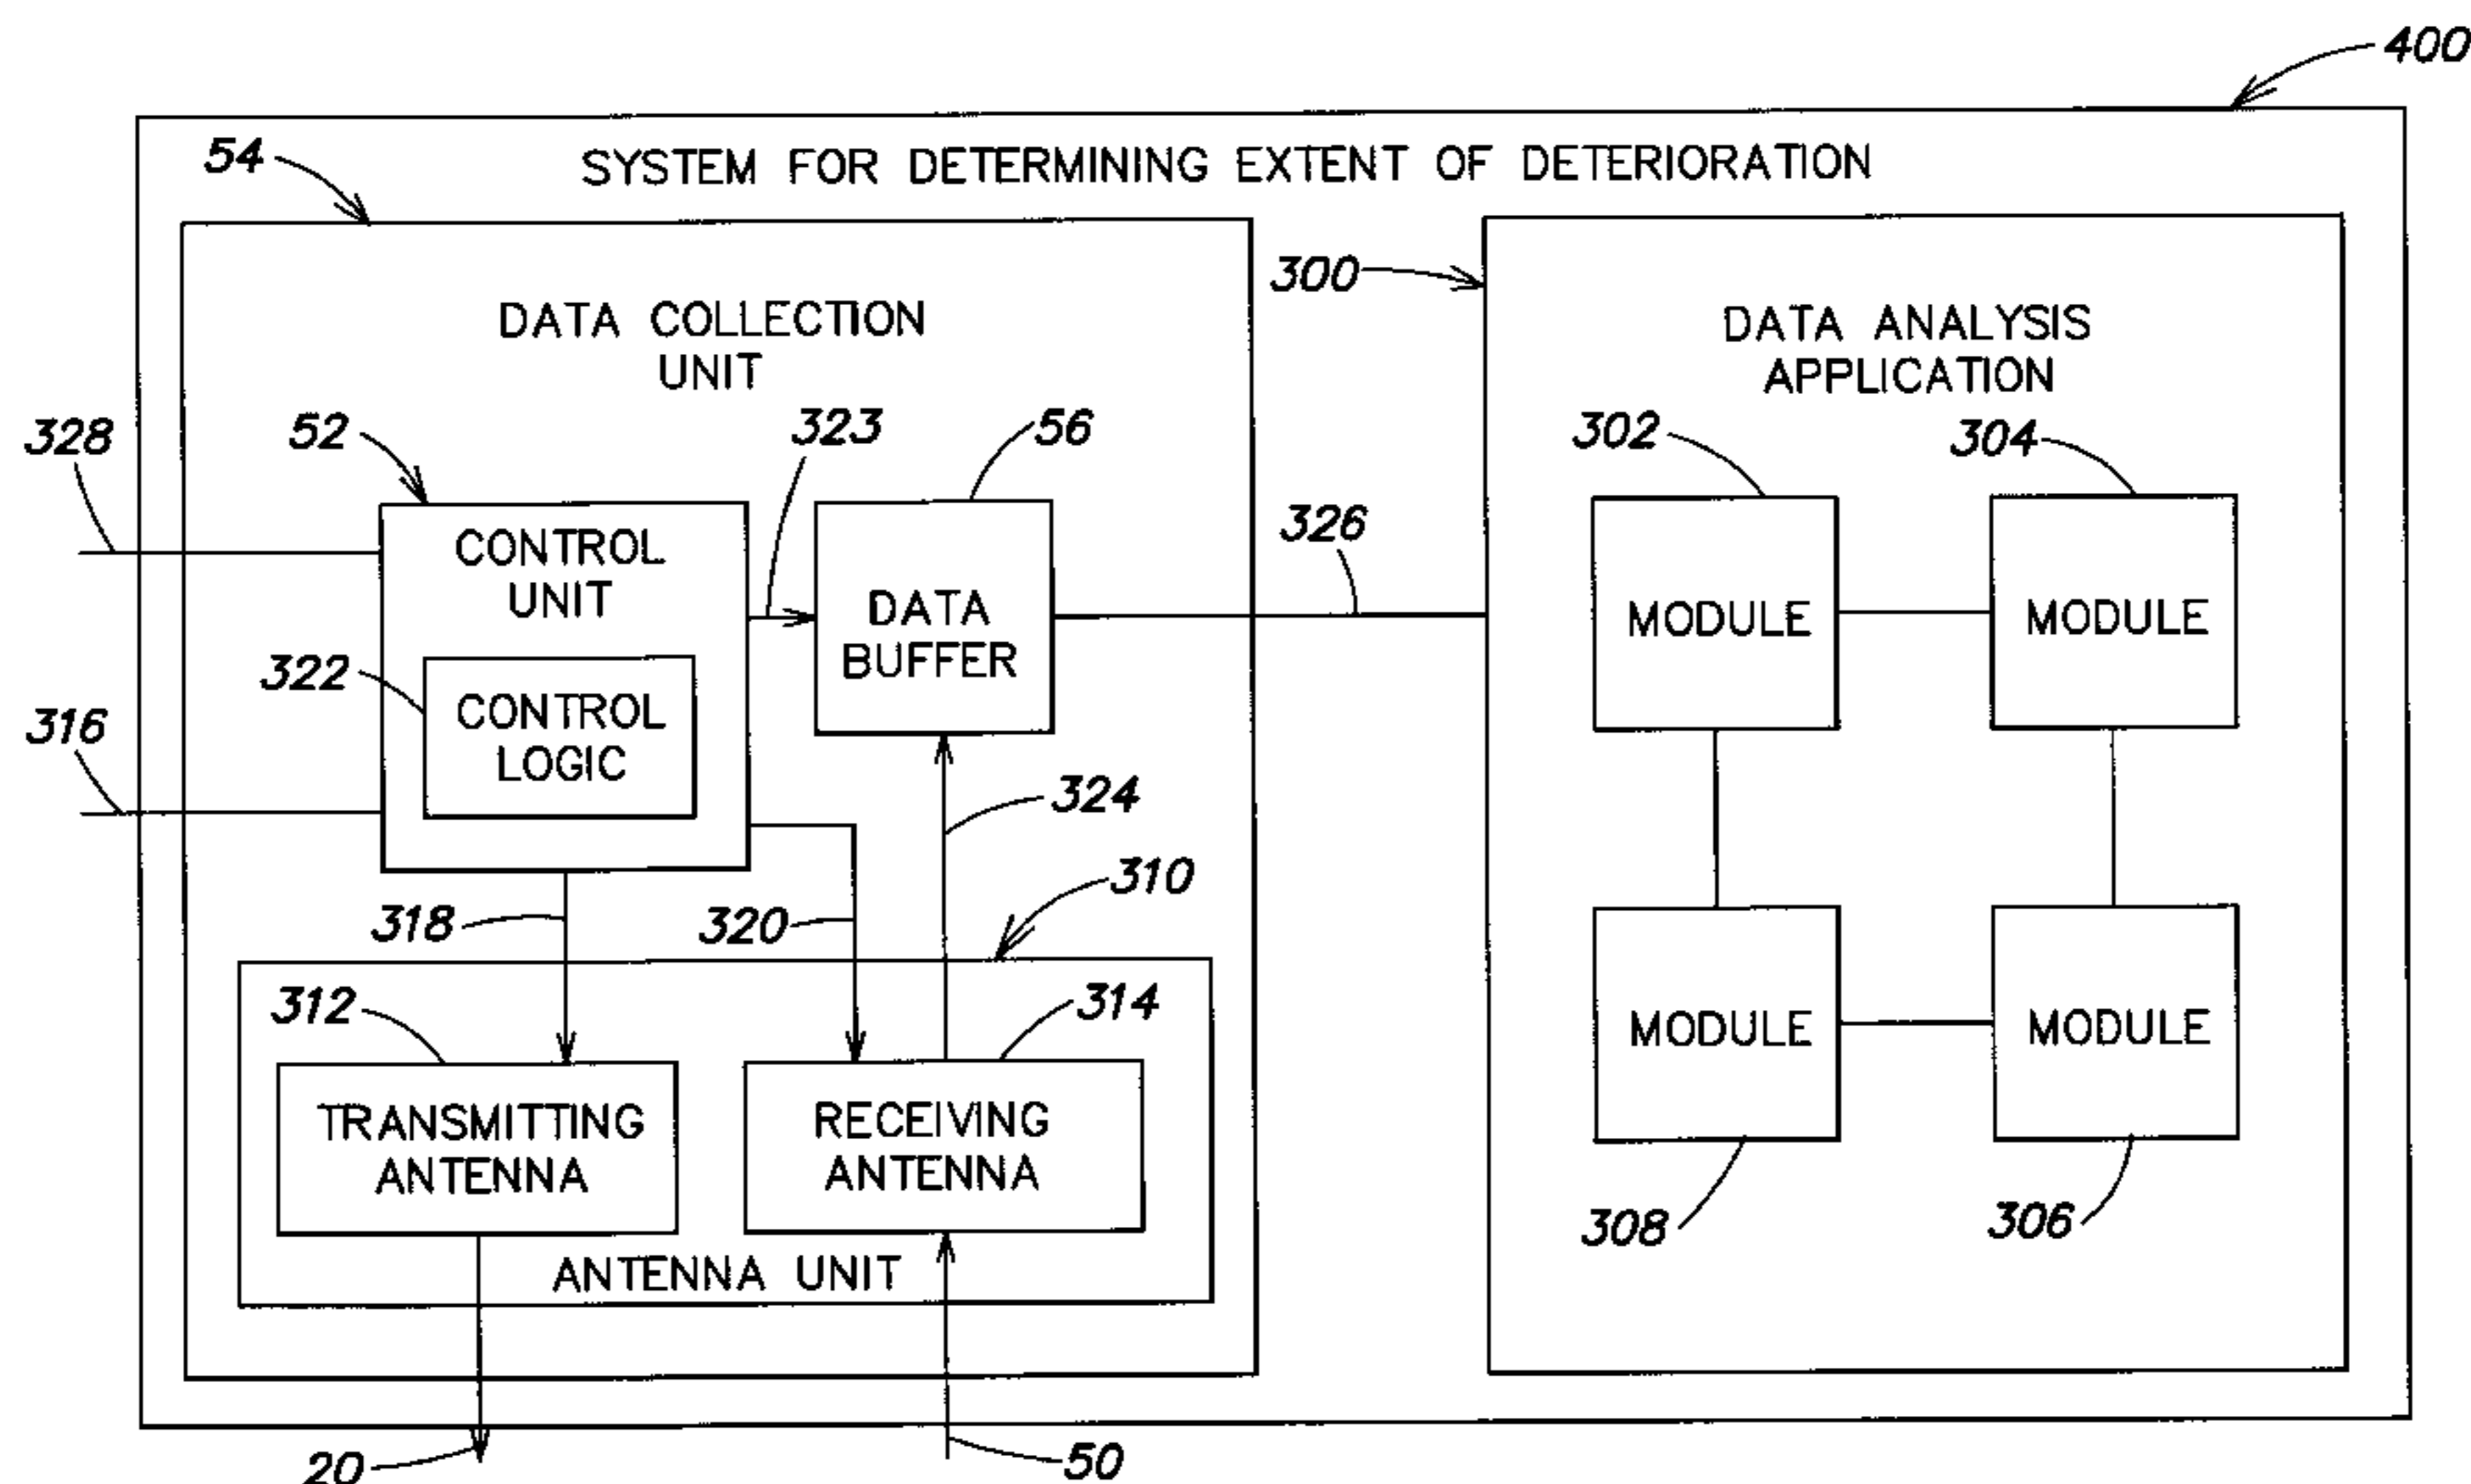 400
54
SYSTEM FOR DETERMINING EXTENT OF DETERIORATION
300
DATA COLLECTION
UNIT
DATA ANALYSIS
APPLICATION
328
52
323
56
302
304
326
CONTROL
UNIT
DATA
BUFFER
MODULE
MODULE
322
CONTROL
LOGIC
316
324
310
318
320
312
314
MODULE
MODULE
TRANSMITTING
ANTENNA
RECEIVING
ANTENNA
308
306
ANTENNA UNIT
20
50